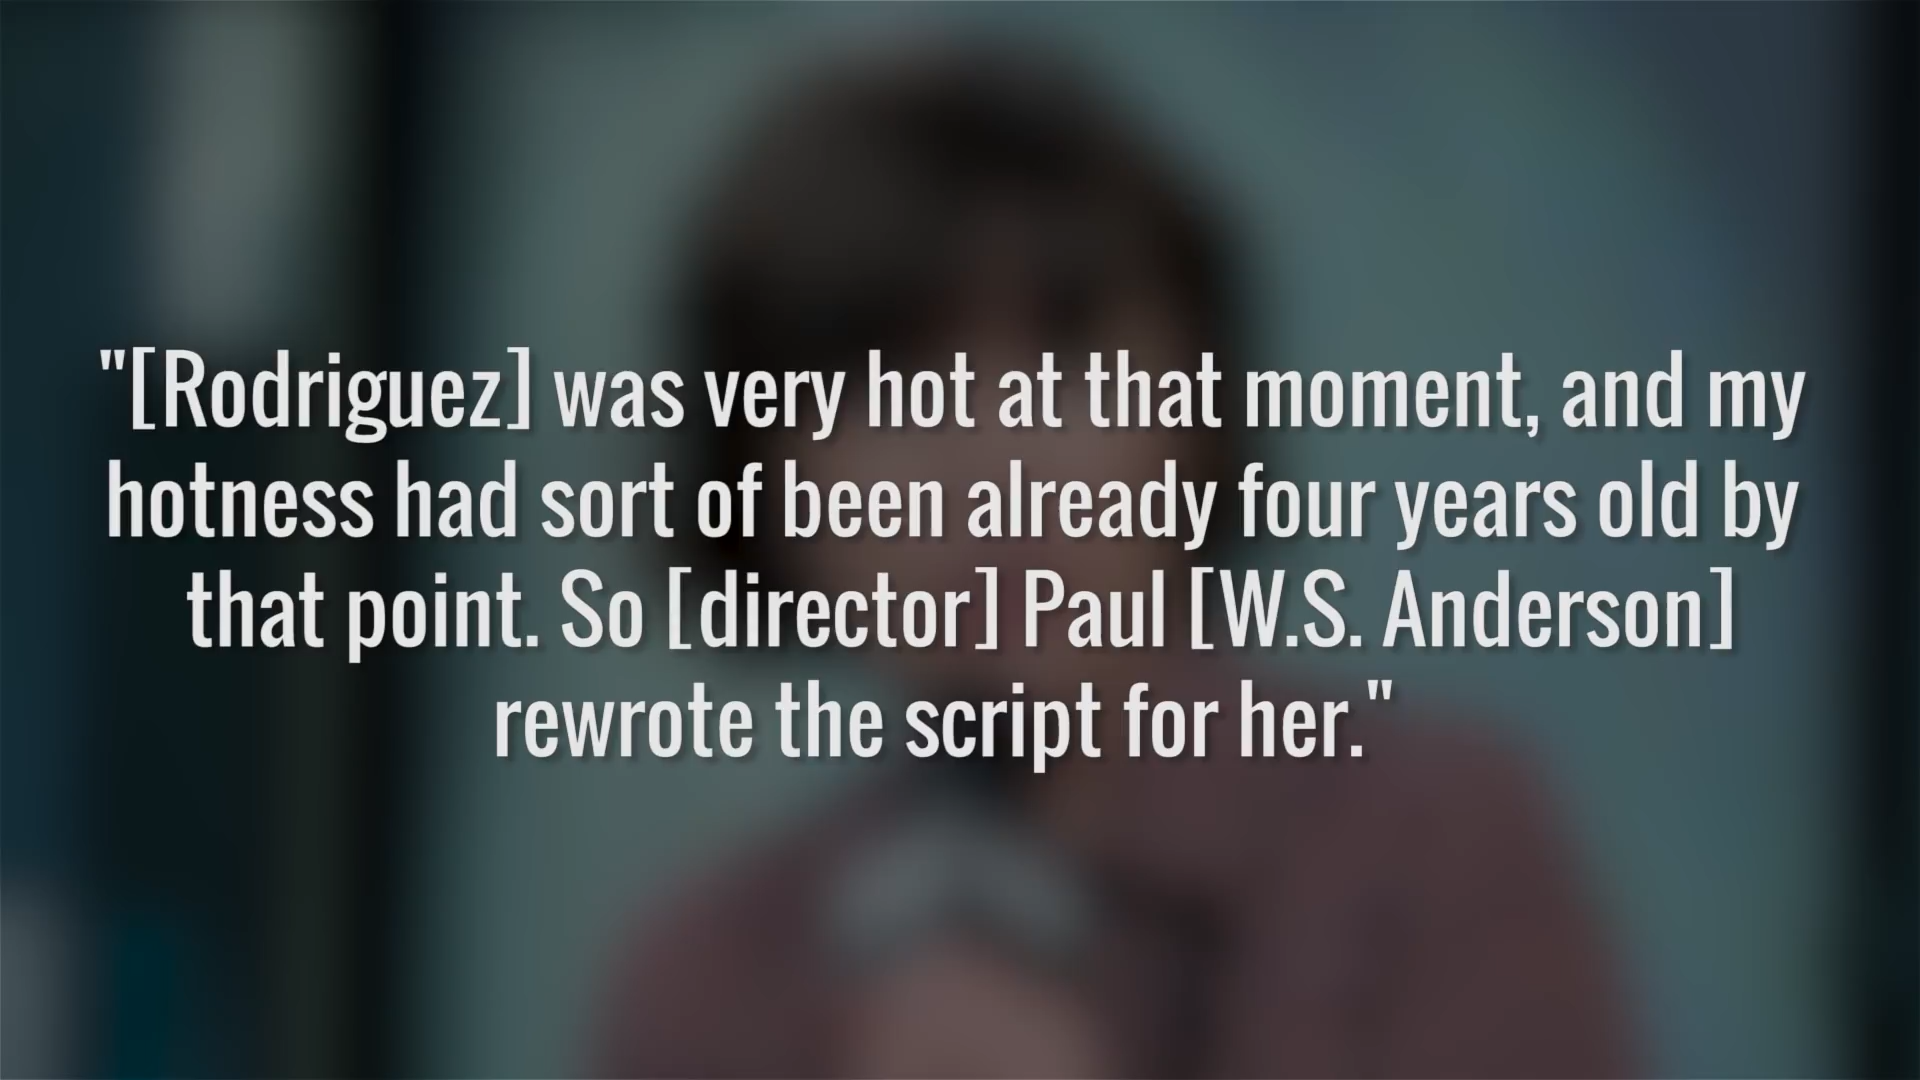 "[Rodriguez] was very hot at that moment, and my
hotness had sort of been already four years old by
that point. So [director] Paul [W.S. Anderson]
rewrote the script for her."